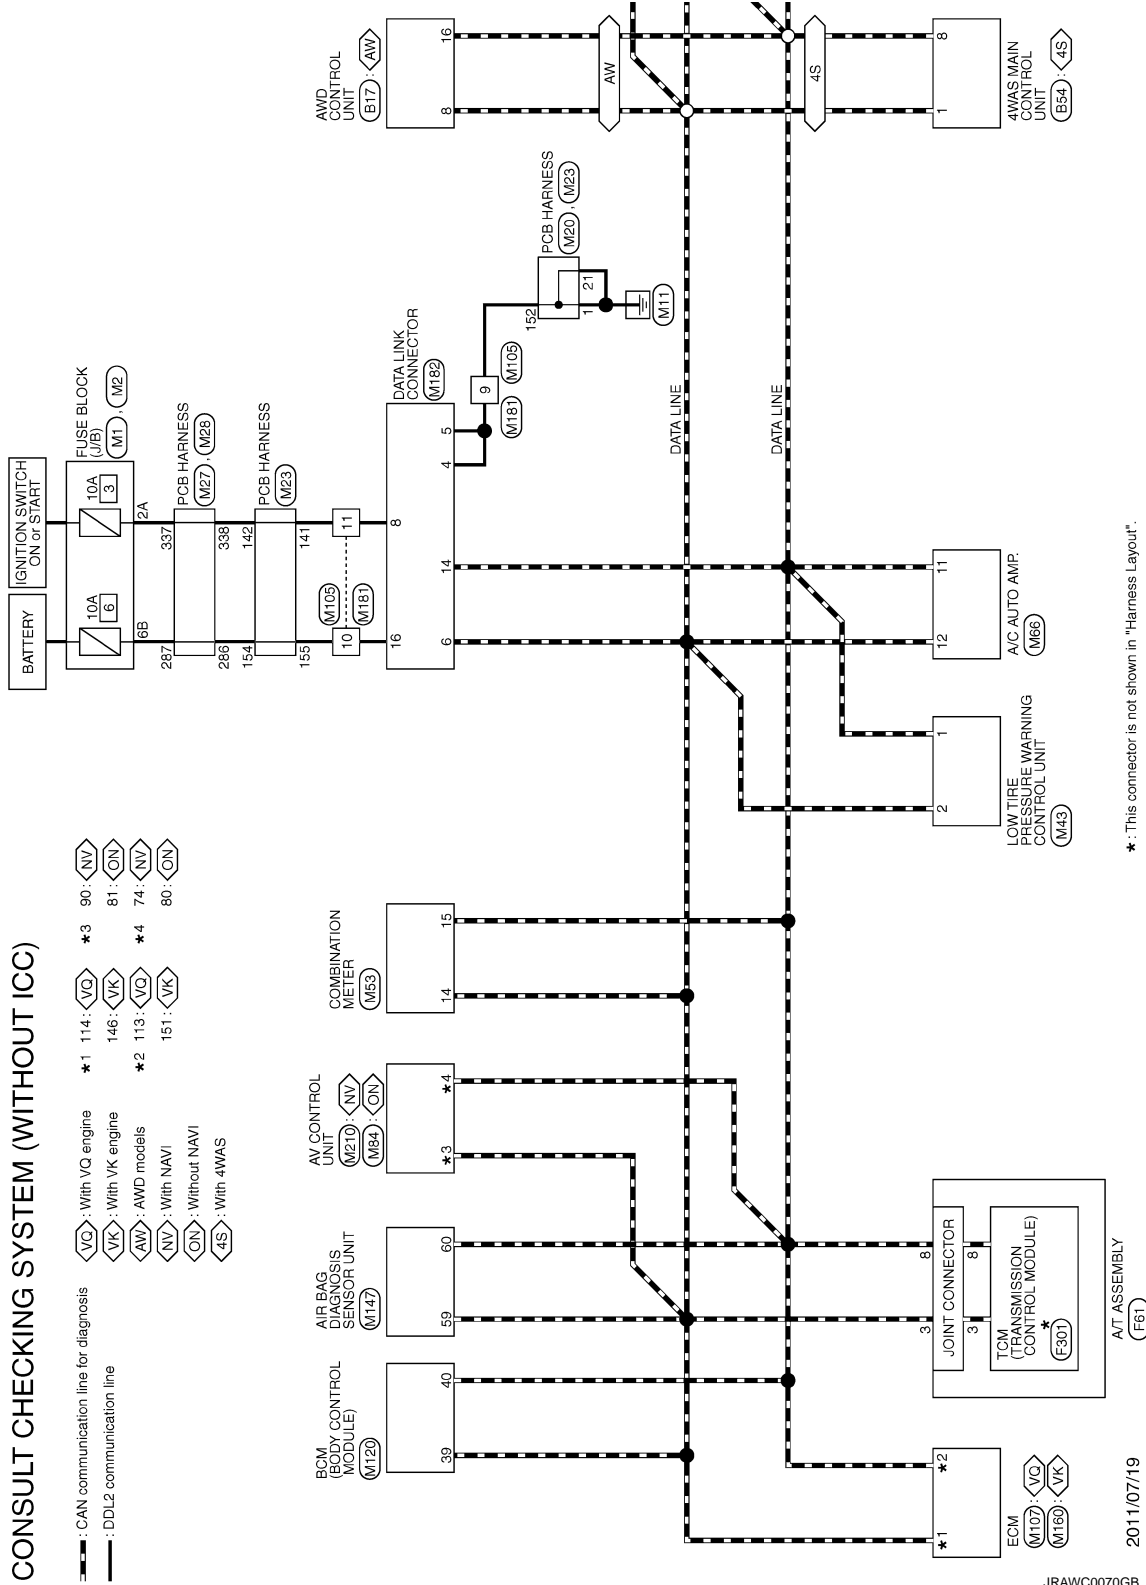 CONSULT CHECKING SYSTEM (WITHOUT ICC)
: CAN communication line for diagnosis
: DDL2 communication line
VQ : With VQ engine
VK : With VK engine
AW : AWD models
NV : With NAVI
ON : Without NAVI
4S : With 4WAS
*1 114 : VQ
146 : VK
*2 113 : VQ
151 : VK
*3 90 : NV
81 : ON
*4 74 : NV
80 : ON
BATTERY
IGNITION SWITCH
ON or START
10A
6
10A
3
FUSE BLOCK
(J/B)
M1 , M2
6B
2A
287
337
PCB HARNESS
M27 , M28
286
338
154
142
PCB HARNESS
M23
155
141
10
11
M105
M181
16
6
14
8
4
5
DATA LINK
CONNECTOR
M182
9
M181
M105
152
1
21
PCB HARNESS
M20 , M23
M11
BCM
(BODY CONTROL
MODULE)
M120
39
40
AIR BAG
DIAGNOSIS
SENSOR UNIT
M147
59
60
AV CONTROL
UNIT
M210 : NV
M84 : ON
*3
*4
COMBINATION
METER
M53
14
15
AWD
CONTROL
UNIT
B17 : AW
8
16
AW
4S
DATA LINE
DATA LINE
*1
*2
ECM
M107 : VQ
M160 : VK
3
8
JOINT CONNECTOR
3
8
TCM
(TRANSMISSION
CONTROL MODULE)
*
F301
A/T ASSEMBLY
F61
2
1
LOW TIRE
PRESSURE WARNING
CONTROL UNIT
M43
12
11
A/C AUTO AMP.
M66
1
8
4WAS MAIN
CONTROL
UNIT
B54 : 4S
* : This connector is not shown in "Harness Layout".
2011/07/19
JRAWC0070GB